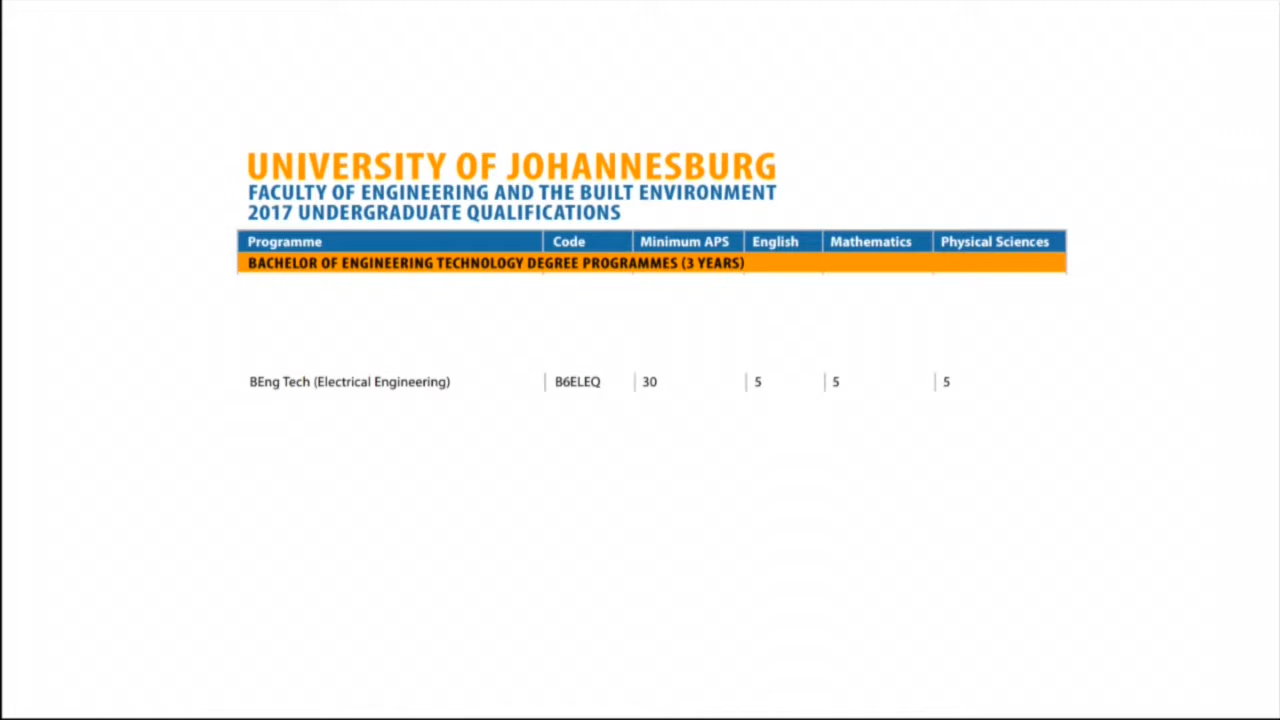 UNIVERSITY OF JOHANNESBURG
FACULTY OF ENGINEERING AND THE BUILT ENVIRONMENT
2017 UNDERGRADUATE QUALIFICATIONS
Programme Code Minimum APS English Mathematics Physical Sciences
BACHELOR OF ENGINEERING TECHNOLOGY DEGREE PROGRAMMES (3 YEARS)
BEng Tech (Electrical Engineering) B6ELEQ 30 5 5 5